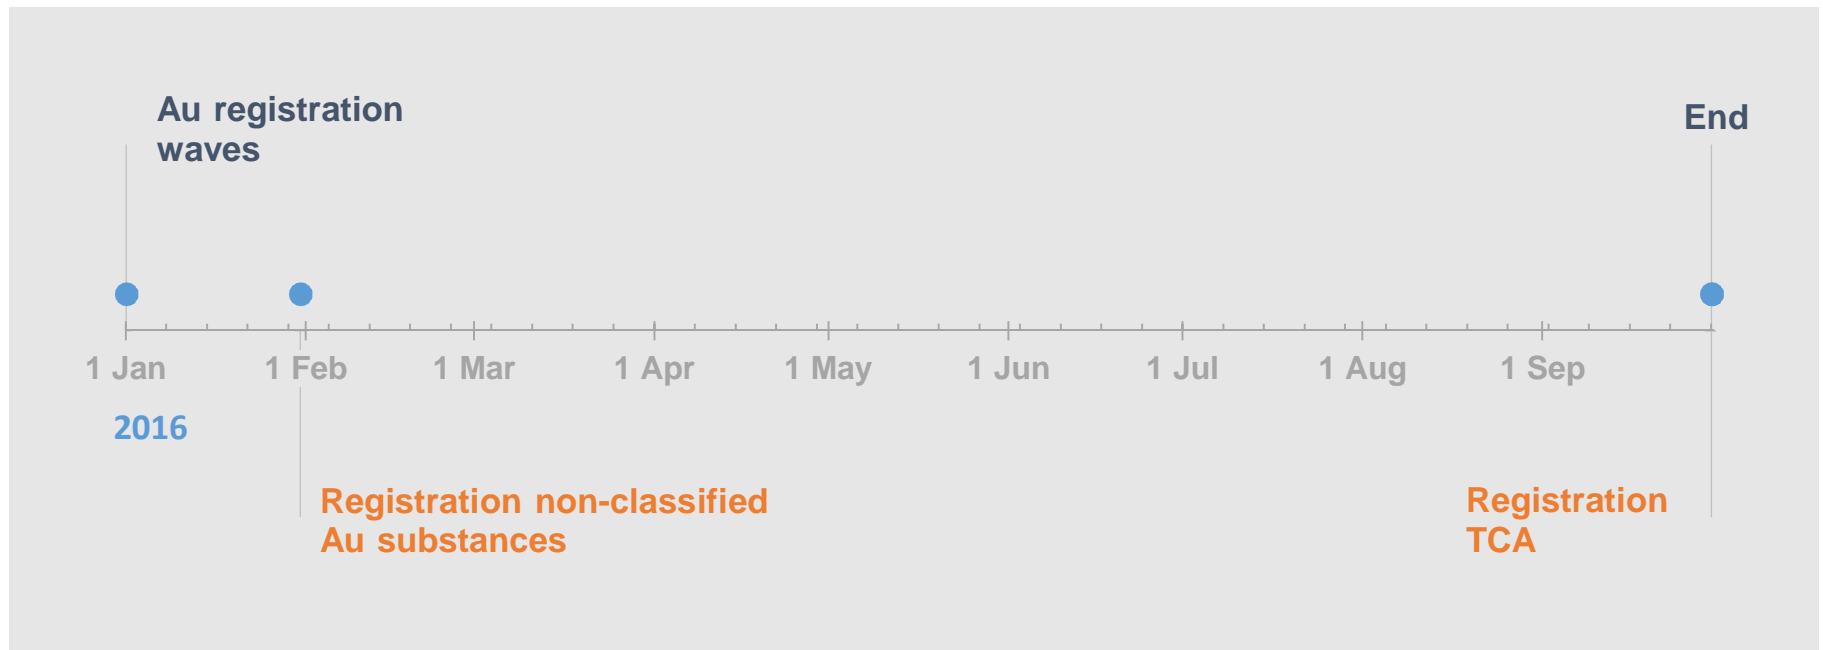 Au registration
waves
End
1 Jan
1 Feb
1 Mar
1 Apr
1 May
1 Jun
1 Jul
1 Aug
1 Sep
2016
Registration non-classified
Au substances
Registration
TCA